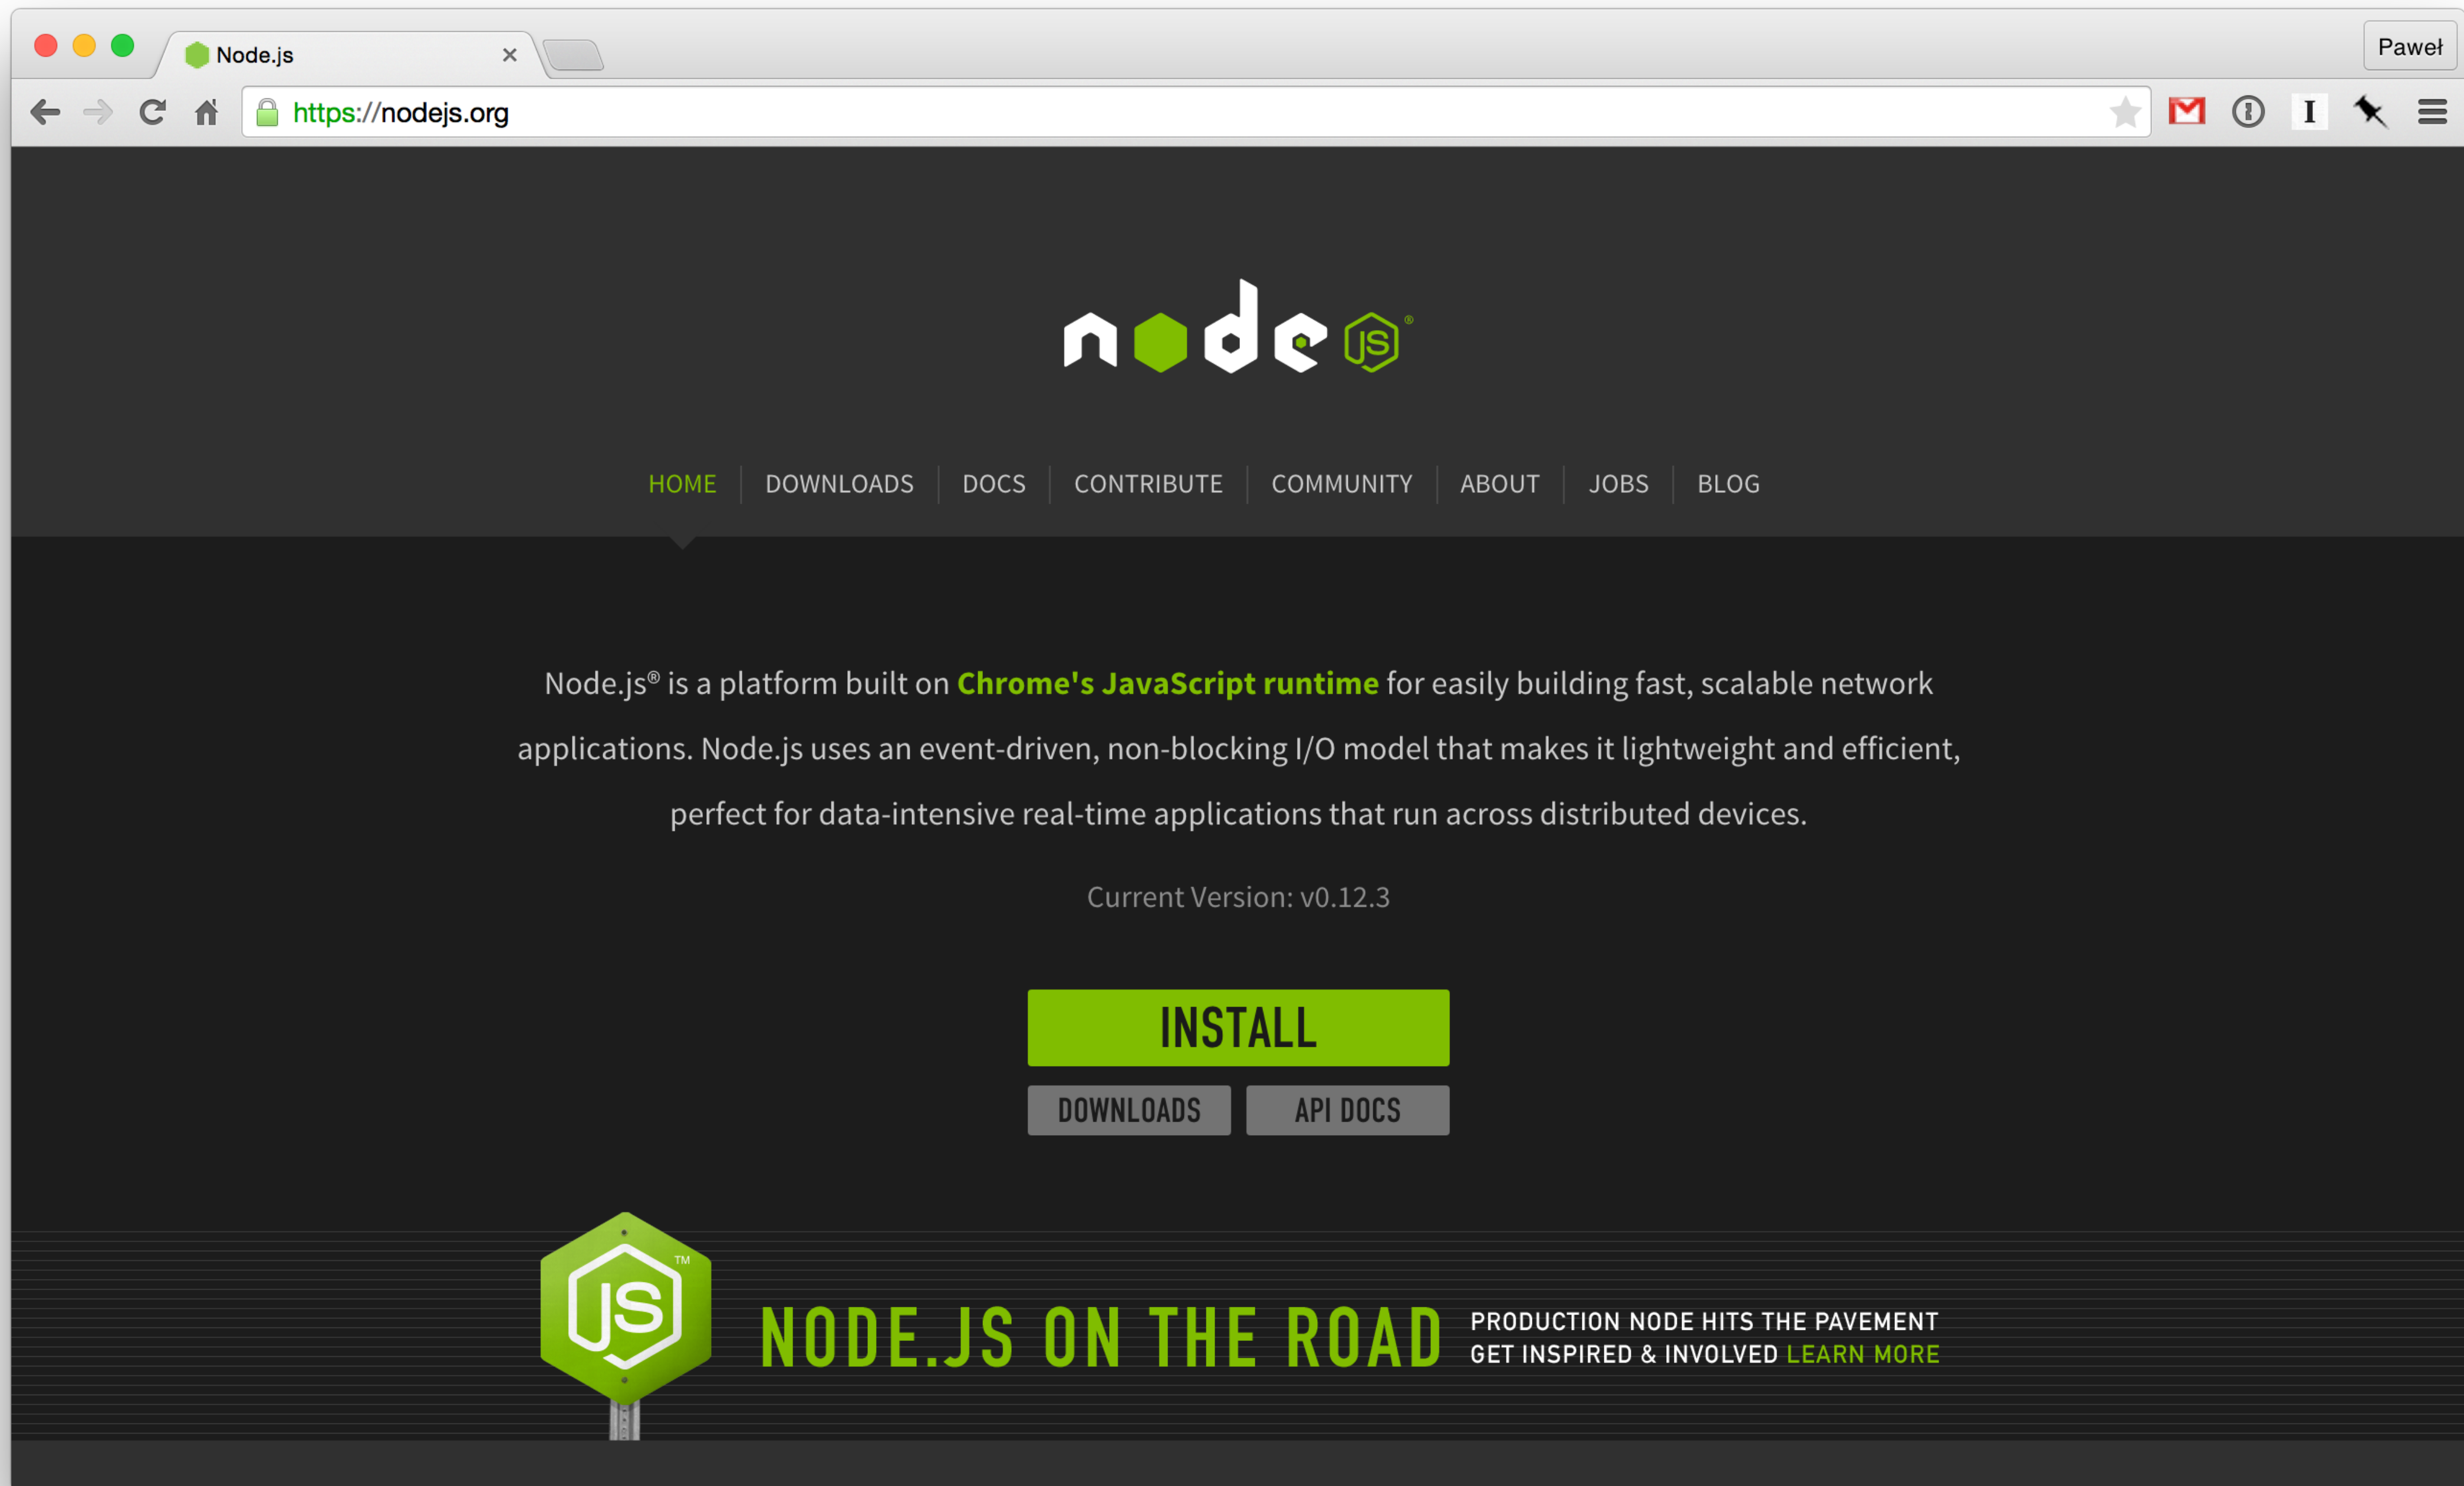 Node.js
Paweł
https://nodejs.org
node JS ®
HOME DOWNLOADS DOCS CONTRIBUTE COMMUNITY ABOUT JOBS BLOG
Node.js® is a platform built on Chrome's JavaScript runtime for easily building fast, scalable network
applications. Node.js uses an event-driven, non-blocking I/O model that makes it lightweight and efficient,
perfect for data-intensive real-time applications that run across distributed devices.
Current Version: v0.12.3
INSTALL
DOWNLOADS API DOCS
JS TM
NODE.JS ON THE ROAD
PRODUCTION NODE HITS THE PAVEMENT
GET INSPIRED & INVOLVED LEARN MORE